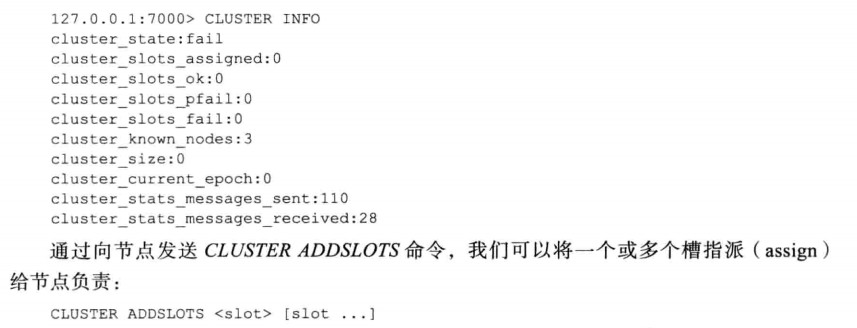 127.0.0.1:7000> CLUSTER INFO
cluster_state:fail
cluster_slots_assigned:0
cluster_slots_ok:0
cluster_slots_pfail:0
cluster_slots_fail:0
cluster_known_nodes:3
cluster_size:0
cluster_current_epoch:0
cluster_stats_messages_sent:110
cluster_stats_messages_received:28
通过向节点发送 CLUSTER ADDSLOTS 命令，我们可以将一个或多个槽指派（assign）
给节点负责：
CLUSTER ADDSLOTS <slot> [slot ...]